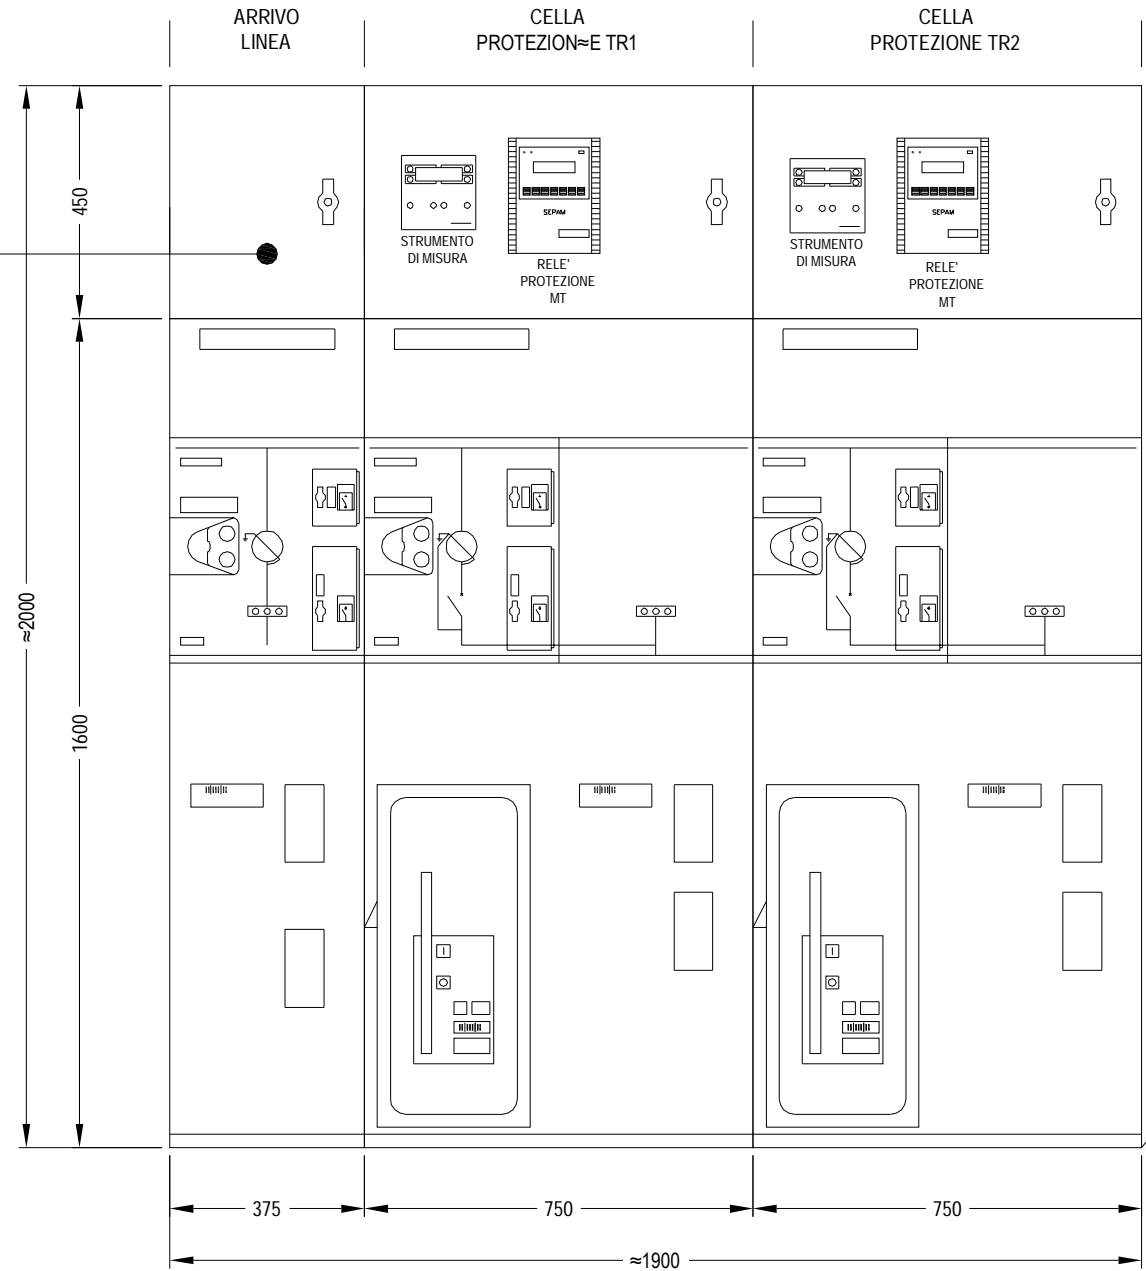 ARRIVO
LINEA
CELLA
PROTEZION≈E TR1
CELLA
PROTEZIONE TR2
450
SEPAM
STRUMENTO
DI MISURA
RELE'
PROTEZIONE
MT
SEPAM
STRUMENTO
DI MISURA
RELE'
PROTEZIONE
MT
≈2000
1600
I
I
375
750
750
≈1900